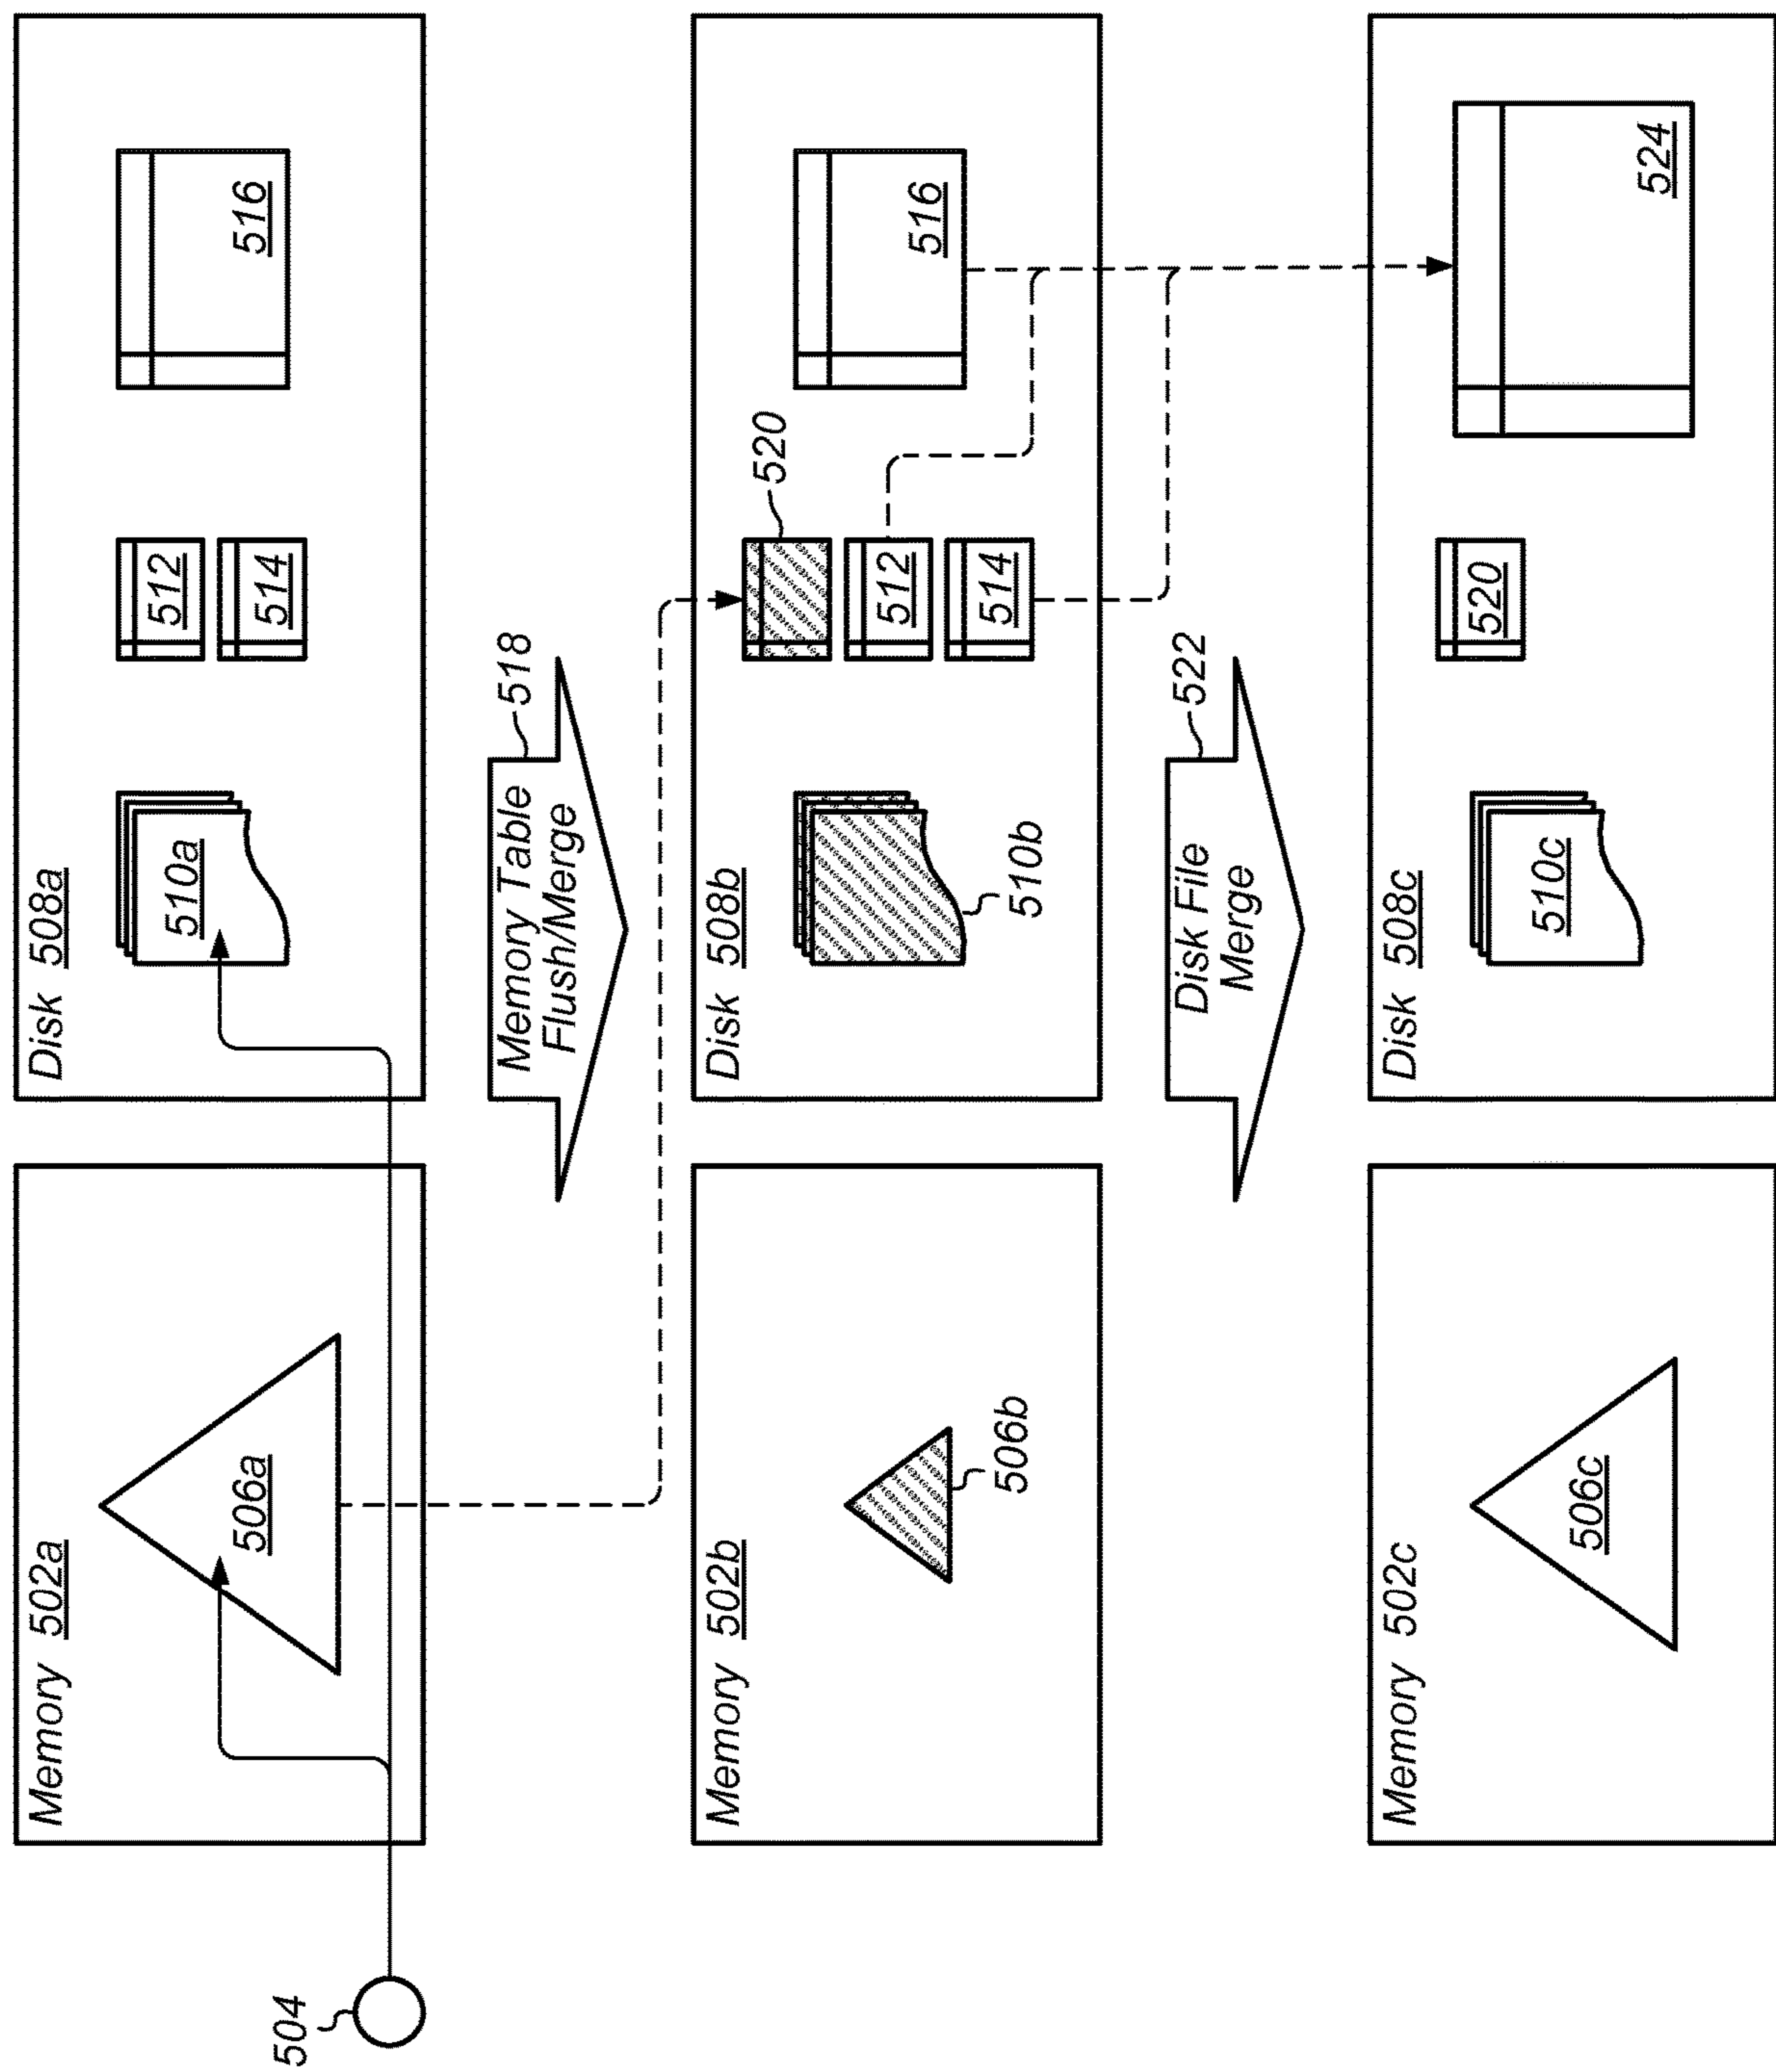 504
Memory 502a
506a
Disk 508a
510a
512
514
516
Memory Table
Flush/Merge
518
Memory 502b
506b
Disk 508b
510b
520
512
514
516
Disk File
Merge
522
Memory 502c
506c
Disk 508c
510c
520
524